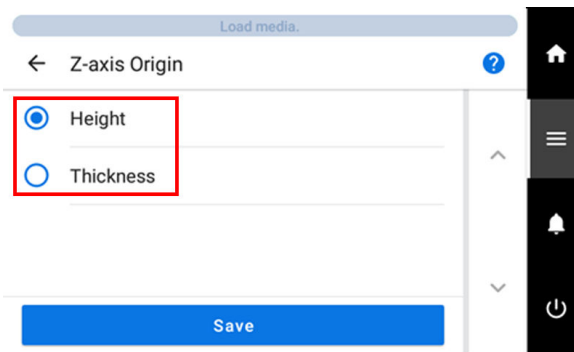 Load media.
Z-axis Origin
?
Height
Thickness
Save